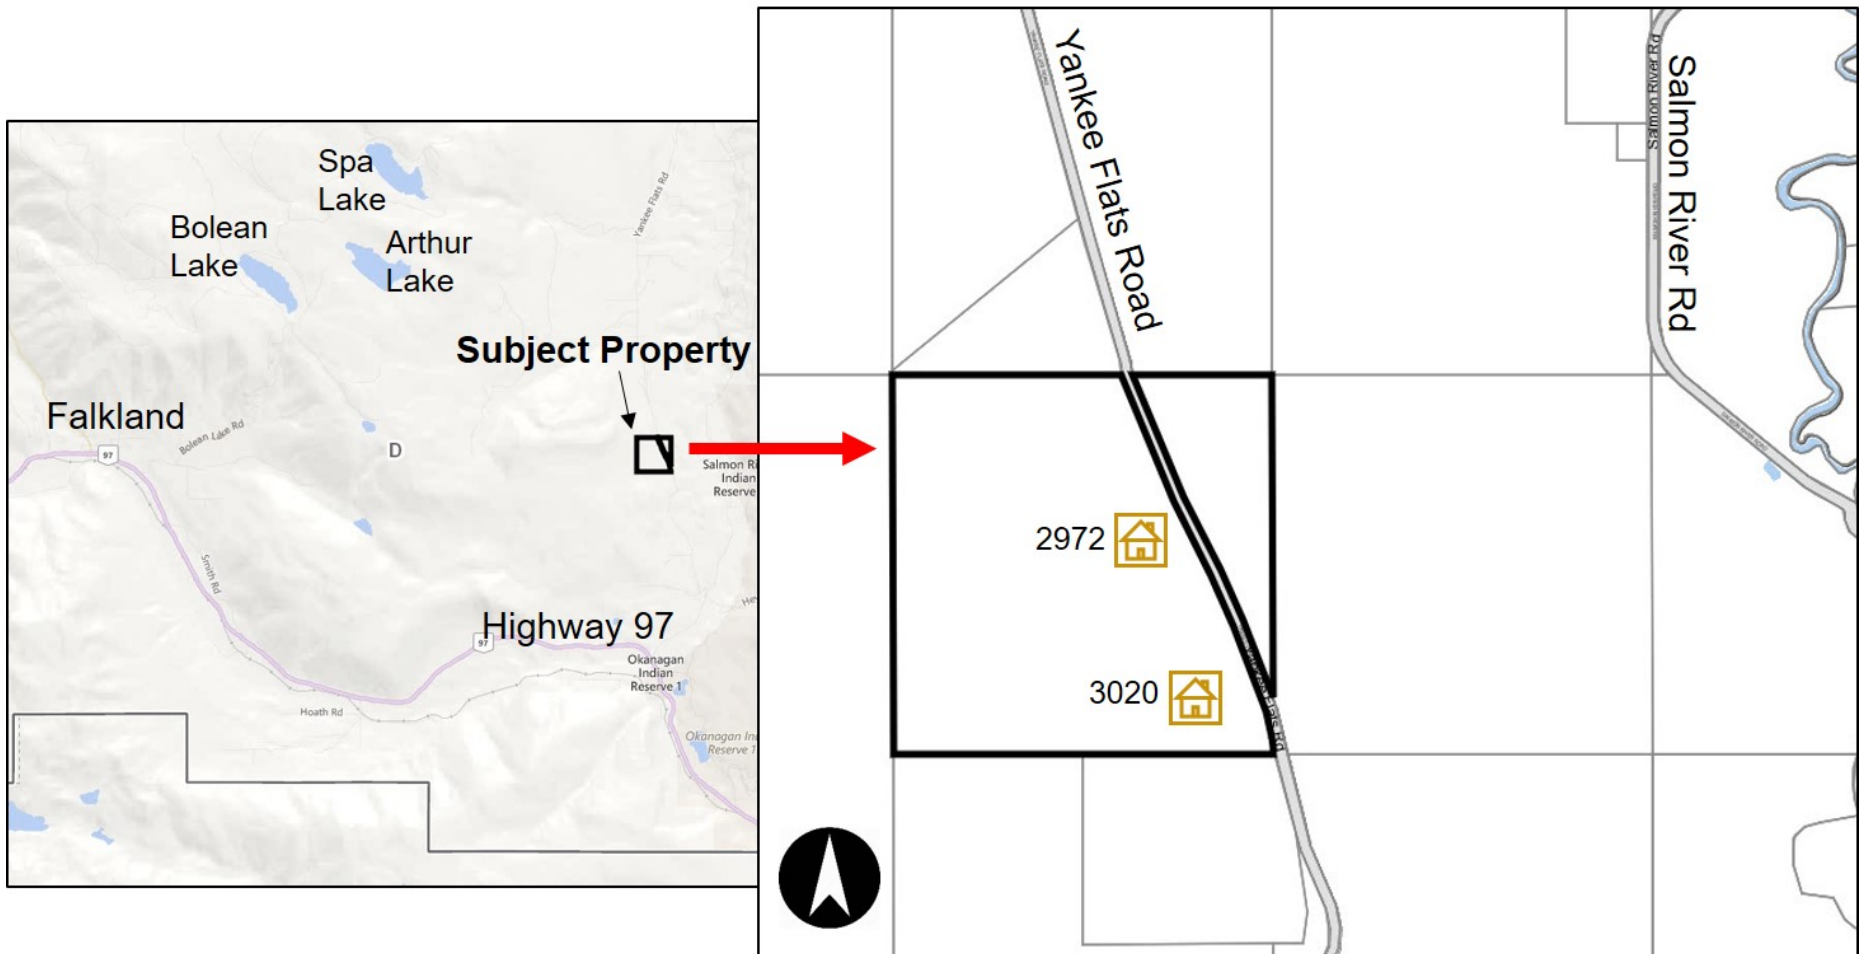 Spa
Lake
Bolean
Lake
Arthur
Lake
Yankee Flats Rd
Subject Property
Falkland
97
Bolean Lake Rd
D
Salmon Ri
Indian
Reserve
Smith Rd
Highway 97
97
Okanagan
Indian
Reserve 1
Hoath Rd
Okanagan In
Reserve 1
Yankee Flats Road
Salmon River Rd
Salmon River Rd
2972
3020